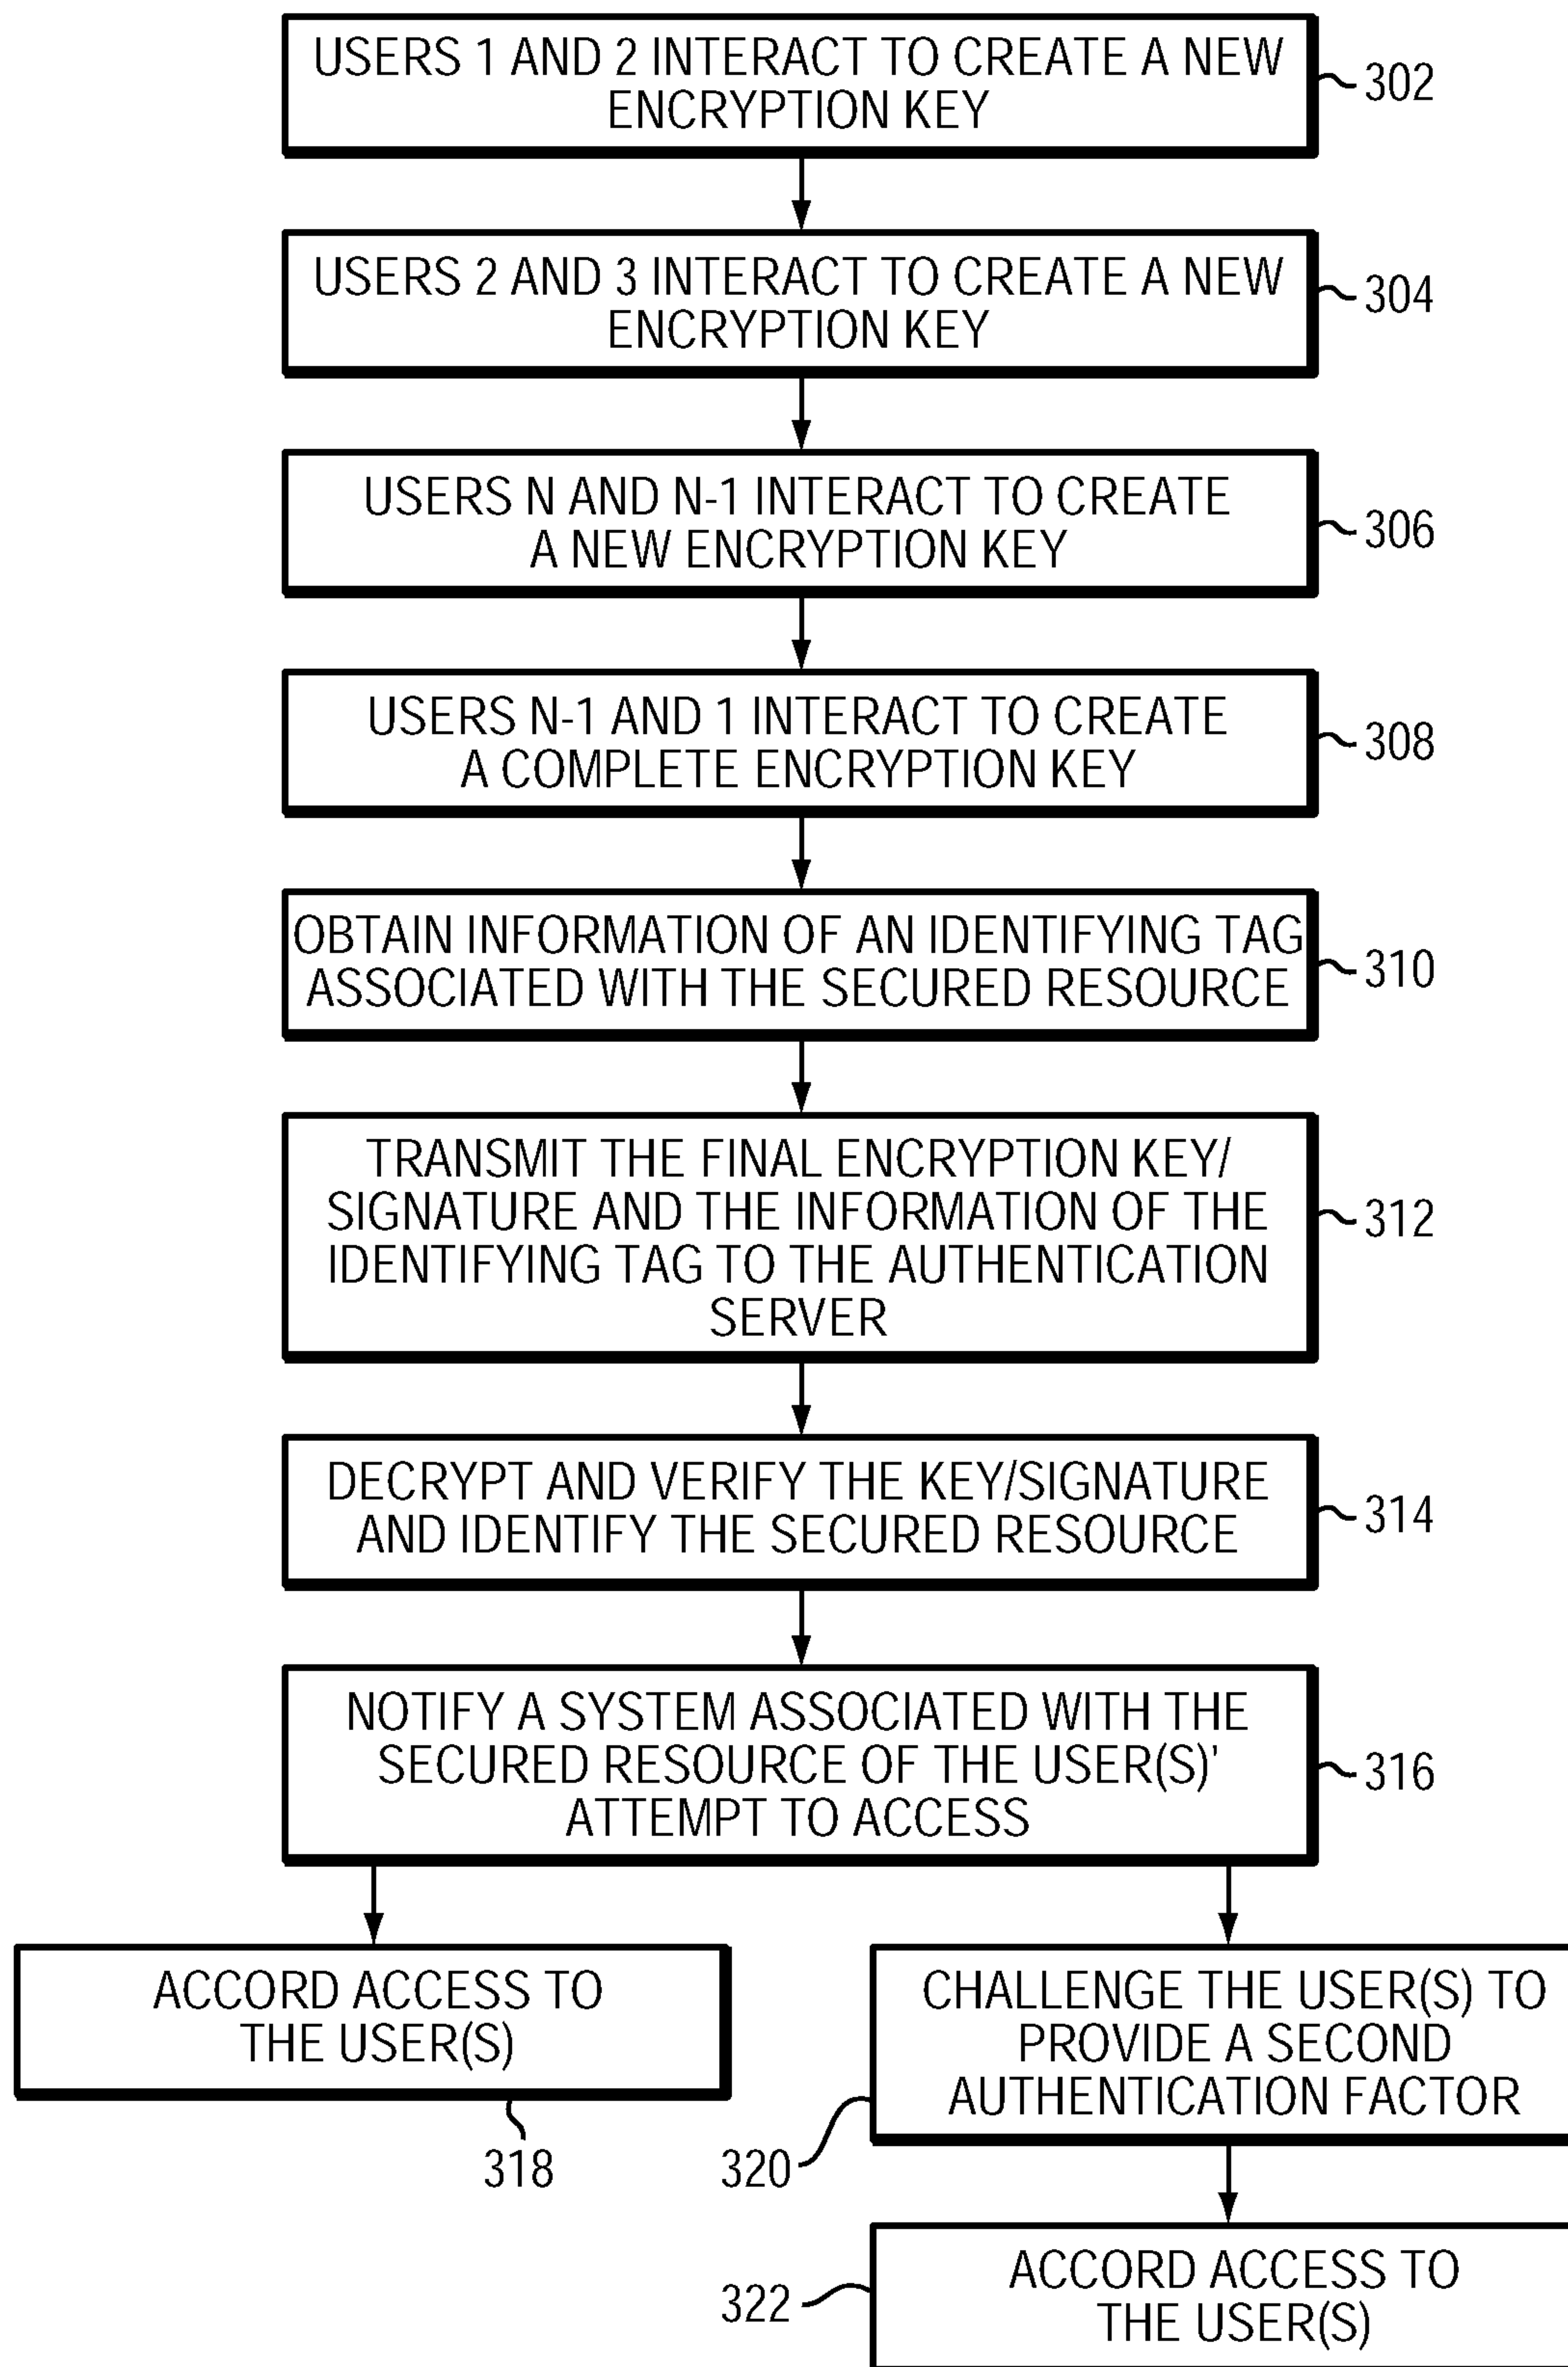 USERS 1 AND 2 INTERACT TO CREATE A NEW
ENCRYPTION KEY
302
USERS 2 AND 3 INTERACT TO CREATE A NEW
ENCRYPTION KEY
304
USERS N AND N-1 INTERACT TO CREATE
A NEW ENCRYPTION KEY
306
USERS N-1 AND 1 INTERACT TO CREATE
A COMPLETE ENCRYPTION KEY
308
OBTAIN INFORMATION OF AN IDENTIFYING TAG
ASSOCIATED WITH THE SECURED RESOURCE
310
TRANSMIT THE FINAL ENCRYPTION KEY/
SIGNATURE AND THE INFORMATION OF THE
IDENTIFYING TAG TO THE AUTHENTICATION
SERVER
312
DECRYPT AND VERIFY THE KEY/SIGNATURE
AND IDENTIFY THE SECURED RESOURCE
314
NOTIFY A SYSTEM ASSOCIATED WITH THE
SECURED RESOURCE OF THE USER(S)'
ATTEMPT TO ACCESS
316
ACCORD ACCESS TO
THE USER(S)
318
CHALLENGE THE USER(S) TO
PROVIDE A SECOND
AUTHENTICATION FACTOR
320
ACCORD ACCESS TO
THE USER(S)
322